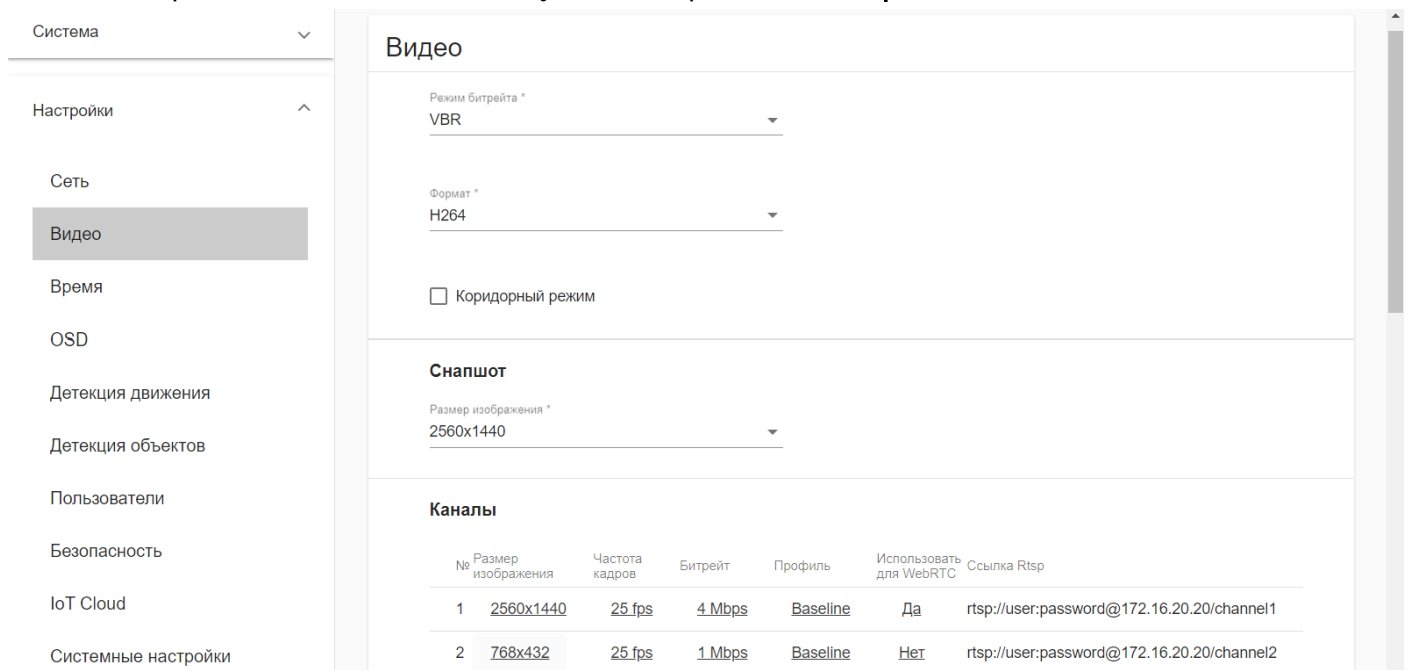 Система
Настройки
Сеть
Видео
Время
OSD
Детекция движения
Детекция объектов
Пользователи
Безопасность
IoT Cloud
Системные настройки
Видео
Режим битрейта *
VBR
Формат *
H264
Коридорный режим
Снапшот
Размер изображения *
2560x1440
Каналы
№ Размер изображения Частота кадров Битрейт Профиль Использовать для WebRTC Ссылка Rtsp
1 2560x1440 25 fps 4 Mbps Baseline Да rtsp://user:password@172.16.20.20/channel1
2 768x432 25 fps 1 Mbps Baseline Нет rtsp://user:password@172.16.20.20/channel2